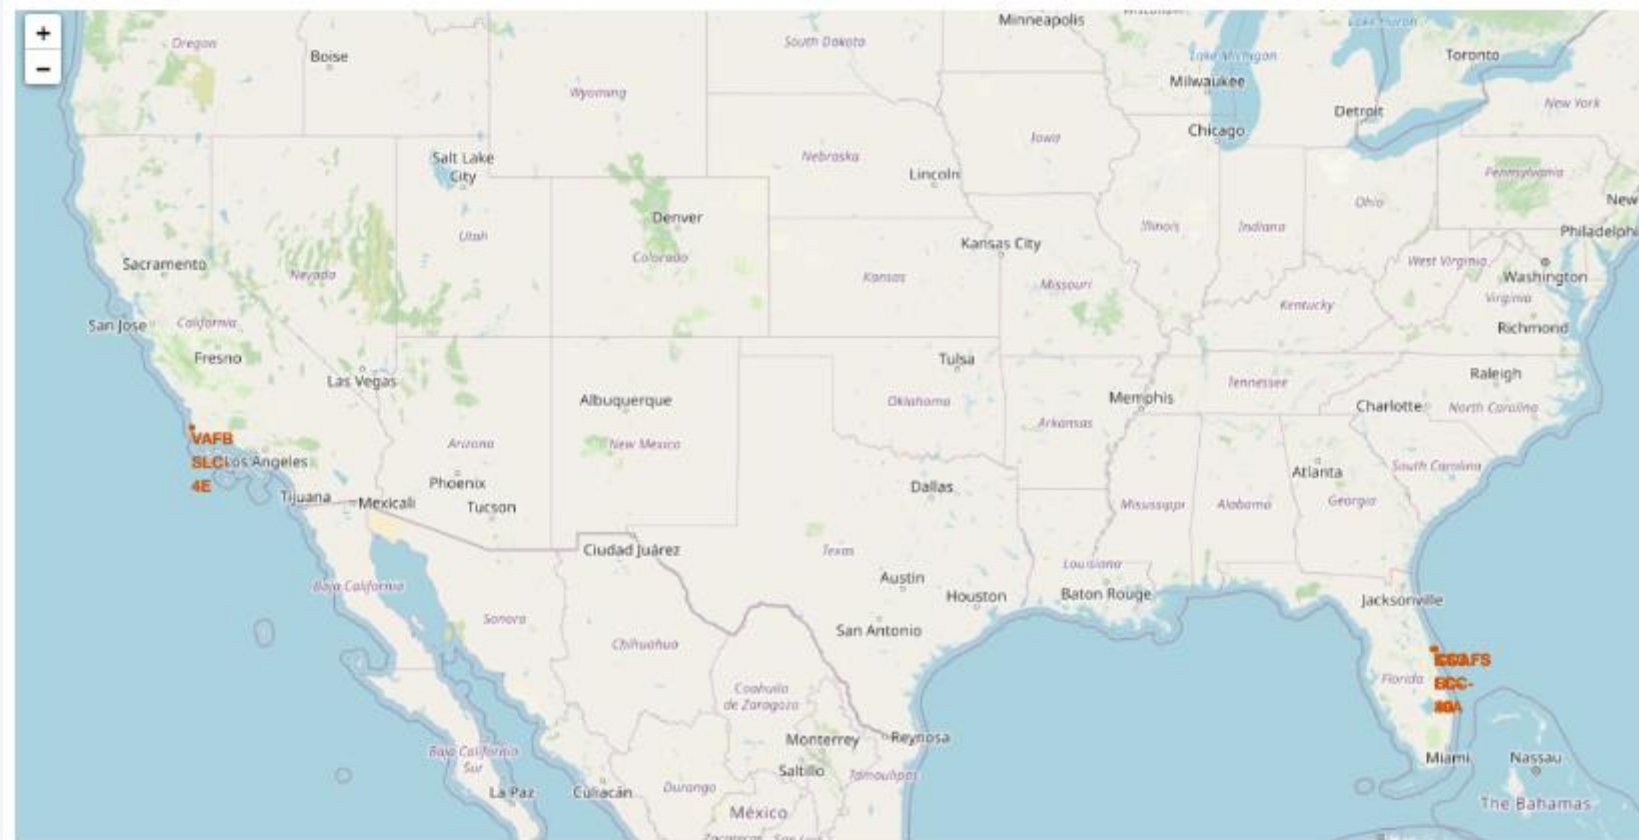 +
−
Minneapolis
Lake Huron
Oregon
South Dakota
Boise
Lake Michigan
Toronto
Milwaukee
Wyoming
New York
Detroit
Chicago
Iowa
Salt Lake
City
Nebraska
Lincoln
Pennsylvania
Ohio
New
Denver
Illinois
Indiana
Philadelphi
Utah
Kansas City
Colorado
Sacramento
West Virginia
Nevada
Kansas
Missouri
Washington
Virginia
Kentucky
San Jose
California
Richmond
Fresno
Tulsa
Las Vegas
Raleigh
Tennessee
Albuquerque
Oklahoma
Memphis
Charlotte
North Carolina
Arkansas
VAFB
SLC-
4E
Arizona
New Mexico
Los Angeles
Atlanta
South Carolina
Phoenix
Dallas
Tijuana
Mexicali
Tucson
Mississippi
Alabama
Georgia
Ciudad Juárez
Texas
Louisiana
Austin
Baja California
Houston
Baton Rouge
Jacksonville
Sonora
San Antonio
Chihuahua
Florida
Coahuila
de Zaragoza
Monterrey
Reynosa
Baja California
Sur
Miami
Nassau
Saltillo
Tamaulipas
La Paz
Culiacán
Durango
México
The Bahamas
Zacatecas